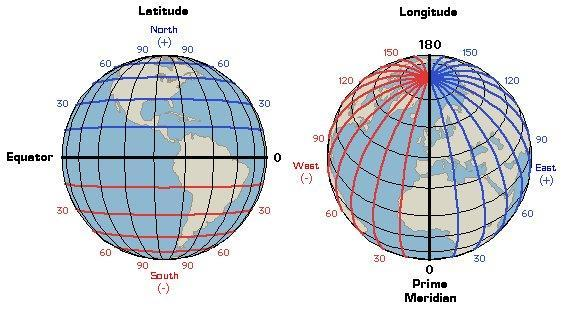 Latitude
North
(+)
90 90
60 60
30 30
Equator 0
30 30
60 60
90 90
South
(-)
Longitude
180
150 150
120 120
90 90
West
(-)
East
(+)
60 60
30 30
0
Prime
Meridian